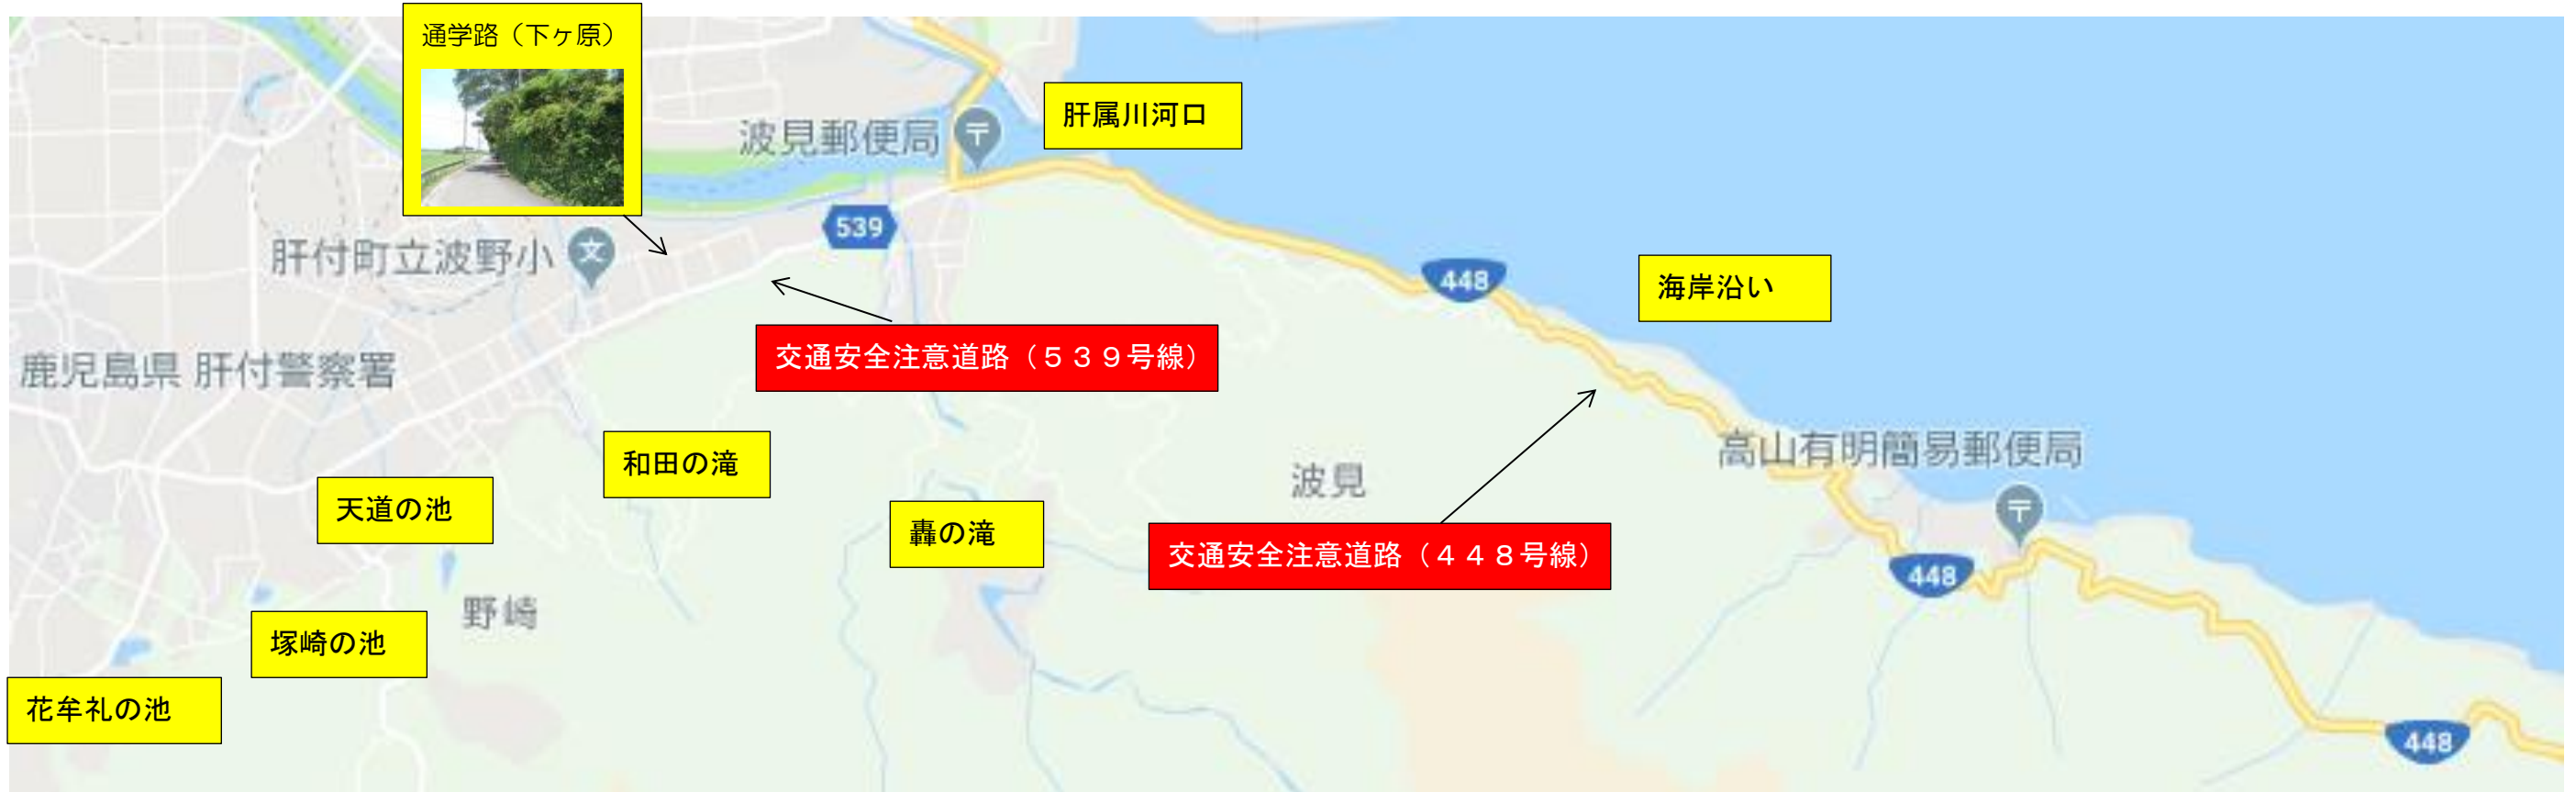 通学路（下ヶ原）
肝属川河口
波見郵便局
539
肝付町立波野小
文
448
海岸沿い
交通安全注意道路（５３９号線）
鹿児島県 肝付警察署
和田の滝
高山有明簡易郵便局
波見
天道の池
轟の滝
交通安全注意道路（４４８号線）
448
野崎
塚崎の池
花牟礼の池
448